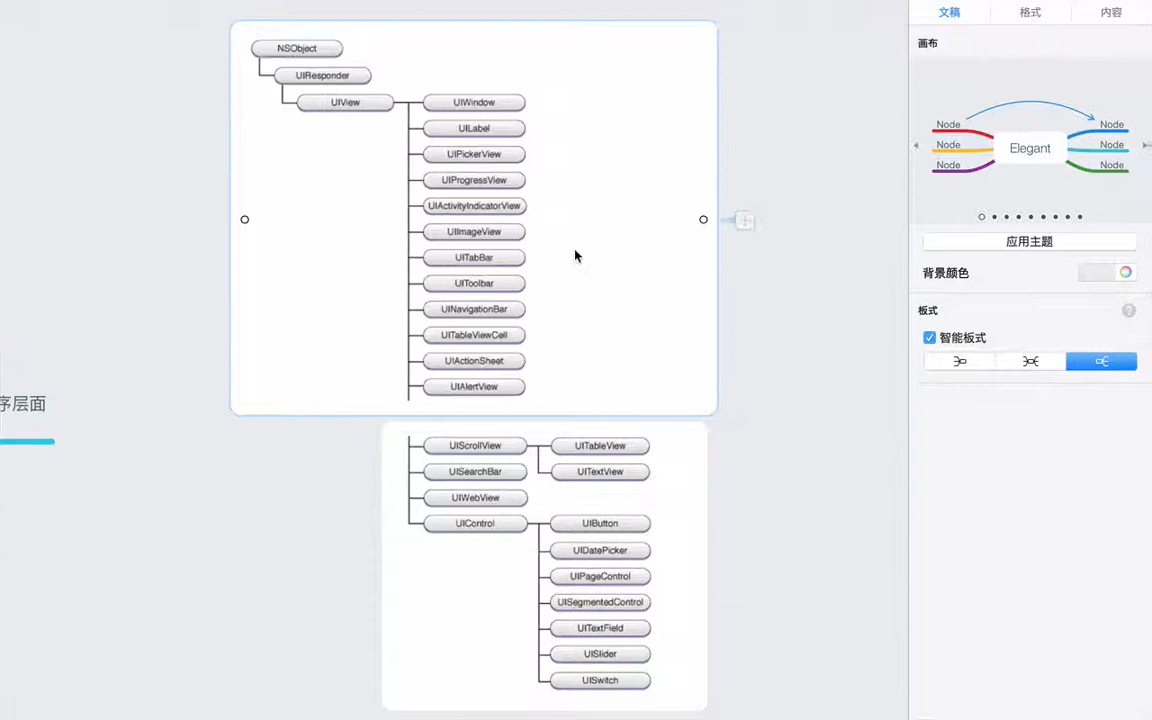 NSObject
UIResponder
UIView
UIWindow
UILabel
UIPickerView
UIProgressView
UIActivityIndicatorView
UIImageView
UITabBar
UIToolbar
UINavigationBar
UITableViewCell
UIActionSheet
UIAlertView
序层面
UIScrollView
UITableView
UISearchBar
UITextView
UIWebView
UIControl
UIButton
UIDatePicker
UIPageControl
UISegmentedControl
UITextField
UISlider
UISwitch
文稿 格式 内容
画布
Node Node
Node Elegant Node
Node Node
应用主题
背景颜色
板式
?
智能板式